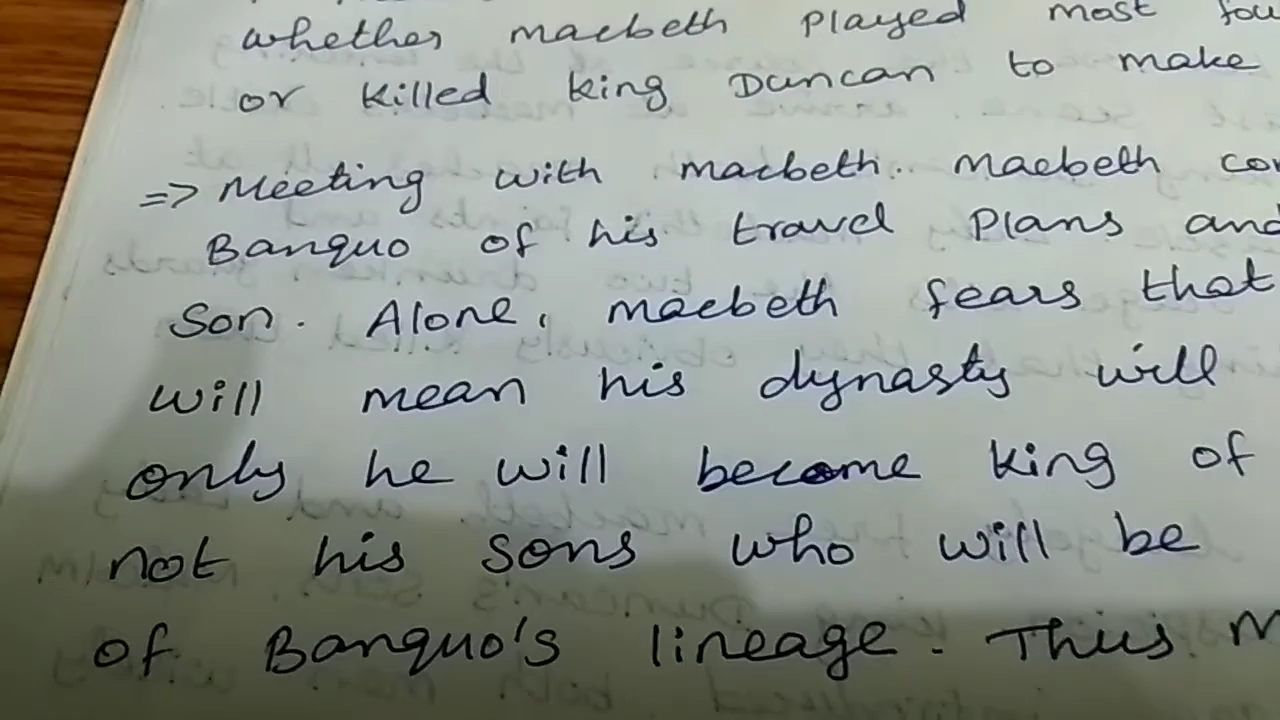 whether macbeth played most
or killed king Duncan to make
=> Meeting with macbeth.. Macbeth
Banquo of his travel Plans and
Son. Alone, macbeth fears that
will mean his dynasty will
only he will become king of
not his sons who will be
of Banquo's lineage. Thus